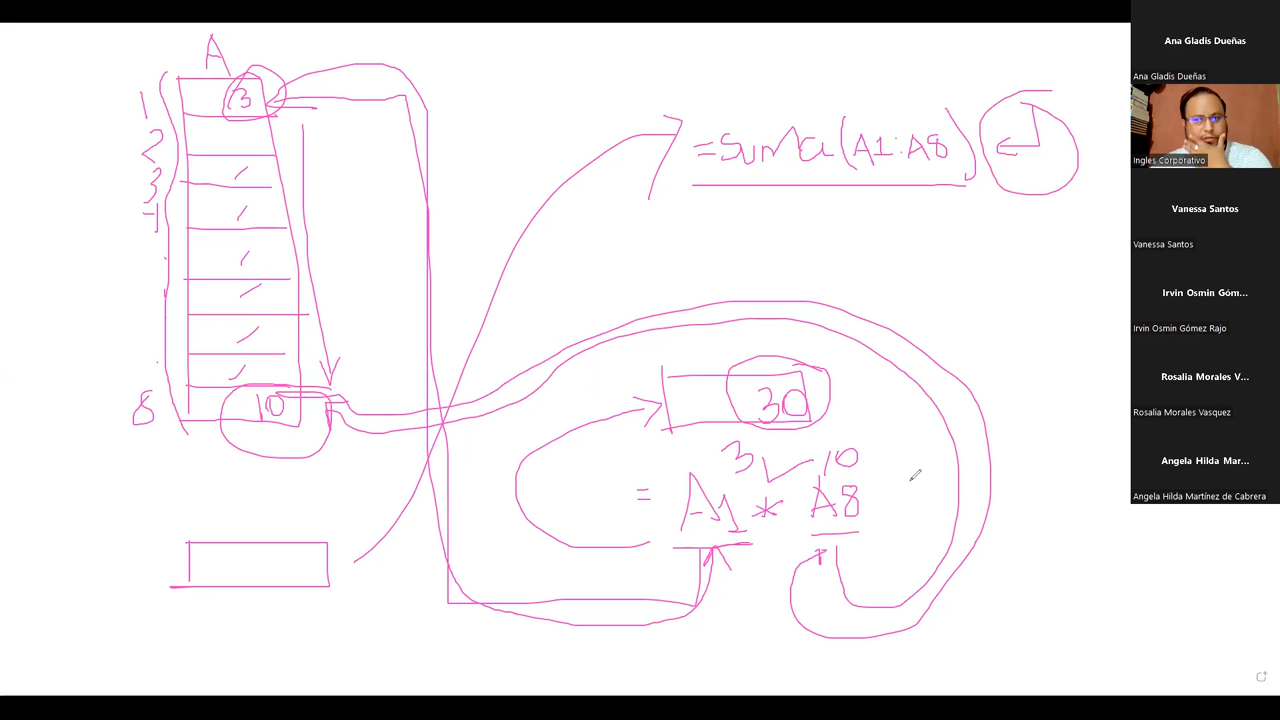 A
1
3
2
3
4
8
10
=Suma(A1:A8)
30
3 10
= A1 * A8
Ana Gladis Dueñas
Ana Gladis Dueñas
Ingles Corporativo
Vanessa Santos
Vanessa Santos
Irvin Osmin Góm...
Irvin Osmin Gómez Rajo
Rosalia Morales V...
Rosalia Morales Vasquez
Angela Hilda Mar...
Angela Hilda Martínez de Cabrera